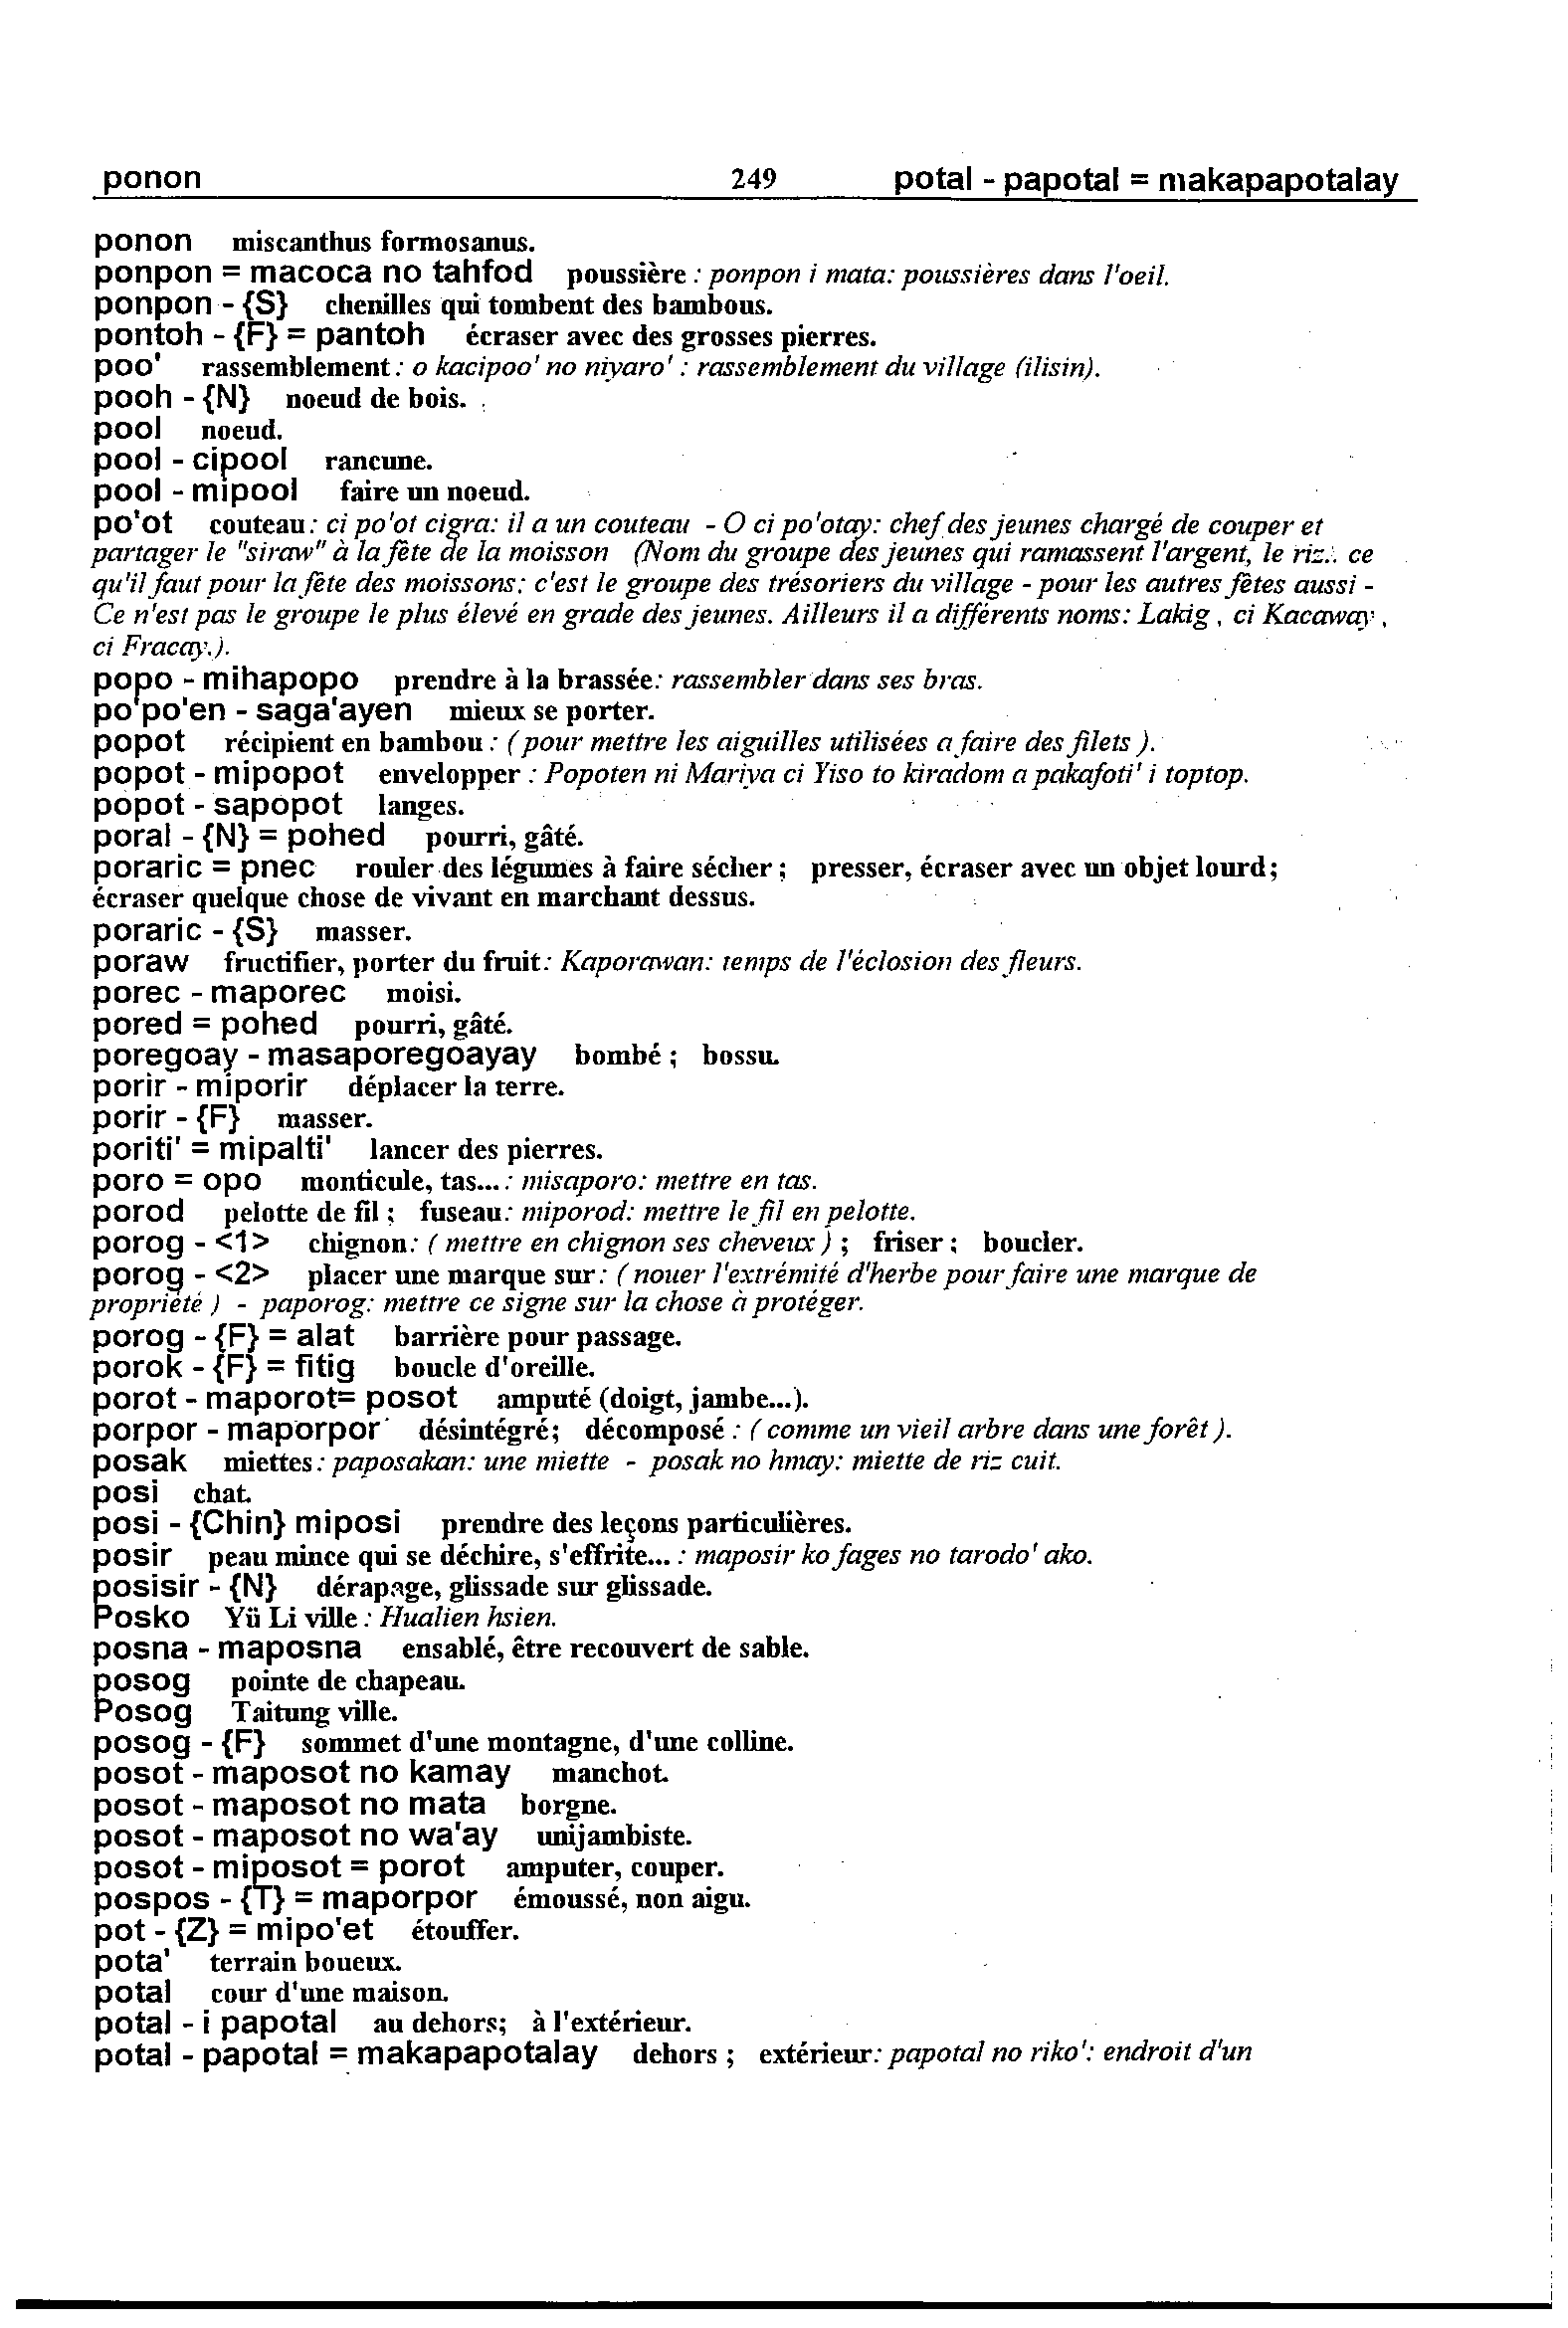 ponon 249 potal - papotal = makapapotalay
ponon miscanthus formosanus.
ponpon = macoca no tahfod poussière : ponpon i mata: poussières dans l'oeil.
ponpon - {S} chenilles qui tombent des bambous.
pontoh - {F} = pantoh écraser avec des grosses pierres.
poo' rassemblement : o kacipoo' no niyaro' : rassemblement du village (ilisin).
pooh - {N} noeud de bois.
pool noeud.
pool - cipool rancune.
pool - mipool faire un noeud.
po'ot couteau : ci po'ot cigra: il a un couteau - O ci po'otay: chef des jeunes chargé de couper et
partager le "siraw" à la fête de la moisson (Nom du groupe des jeunes qui ramassent l'argent, le riz.. ce
qu'il faut pour la fête des moissons; c'est le groupe des trésoriers du village - pour les autres fêtes aussi -
Ce n'est pas le groupe le plus élevé en grade des jeunes. Ailleurs il a différents noms: Lakig , ci Kacaway ,
ci Fracay.).
popo - mihapopo prendre à la brassée: rassembler dans ses bras.
po'po'en - saga'ayen mieux se porter.
popot récipient en bambou : ( pour mettre les aiguilles utilisées a faire des filets ).
popot - mipopot envelopper : Popoten ni Mariya ci Yiso to kiradom a pakafoti' i toptop.
popot - sapopot langes.
poral - {N} = pohed pourri, gâté.
poraric = pnec rouler des légumes à faire sécher ; presser, écraser avec un objet lourd ;
écraser quelque chose de vivant en marchant dessus.
poraric - {S} masser.
poraw fructifier, porter du fruit: Kaporawan: temps de l'éclosion des fleurs.
porec - maporec moisi.
pored = pohed pourri, gâté.
poregoay - masaporegoayay bombé ; bossu.
porir - miporir déplacer la terre.
porir - {F} masser.
poriti' = mipalti' lancer des pierres.
poro = opo monticule, tas... : misaporo: mettre en tas.
porod pelotte de fil ; fuseau: miporod: mettre le fil en pelotte.
porog - <1> chignon: ( mettre en chignon ses cheveux ) ; friser ; boucler.
porog - <2> placer une marque sur: ( nouer l'extrémité d'herbe pour faire une marque de
propriété ) - paporog: mettre ce signe sur la chose à protéger.
porog - {F} = alat barrière pour passage.
porok - {F} = fitig boucle d'oreille.
porot - maporot= posot amputé (doigt, jambe...).
porpor - maporpor désintégré; décomposé : ( comme un vieil arbre dans une forêt ).
posak miettes : paposakan: une miette - posak no hmay: miette de riz cuit.
posi chat.
posi - {Chin} miposi prendre des leçons particulières.
posir peau mince qui se déchire, s'effrite... : maposir ko fages no tarodo' ako.
posisir - {N} dérapage, glissade sur glissade.
Posko Yü Li ville : Hualien hsien.
posna - maposna ensablé, être recouvert de sable.
posog pointe de chapeau.
Posog Taitung ville.
posog - {F} sommet d'une montagne, d'une colline.
posot - maposot no kamay manchot.
posot - maposot no mata borgne.
posot - maposot no wa'ay unijambiste.
posot - miposot = porot amputer, couper.
pospos - {T} = maporpor émoussé, non aigu.
pot - {Z} = mipo'et étouffer.
pota' terrain boueux.
potal cour d'une maison.
potal - i papotal au dehors; à l'extérieur.
potal - papotal = makapapotalay dehors ; extérieur: papotal no riko': endroit d'un